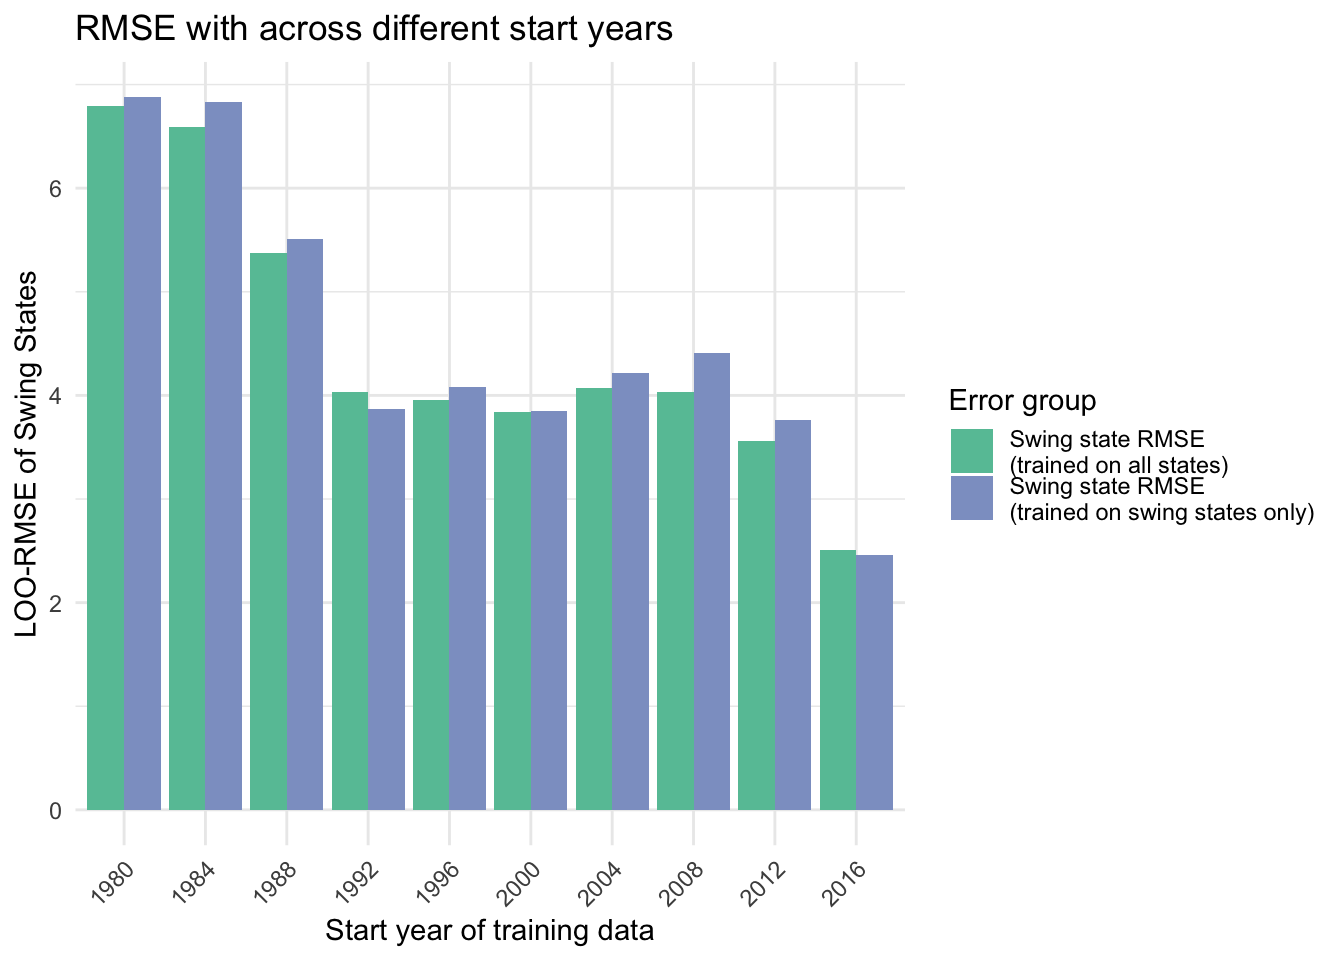 RMSE with across different start years
LOO-RMSE of Swing States
6
4
2
0
1980
1984
1988
1992
1996
2000
2004
2008
2012
2016
Start year of training data
Error group
Swing state RMSE
(trained on all states)
Swing state RMSE
(trained on swing states only)